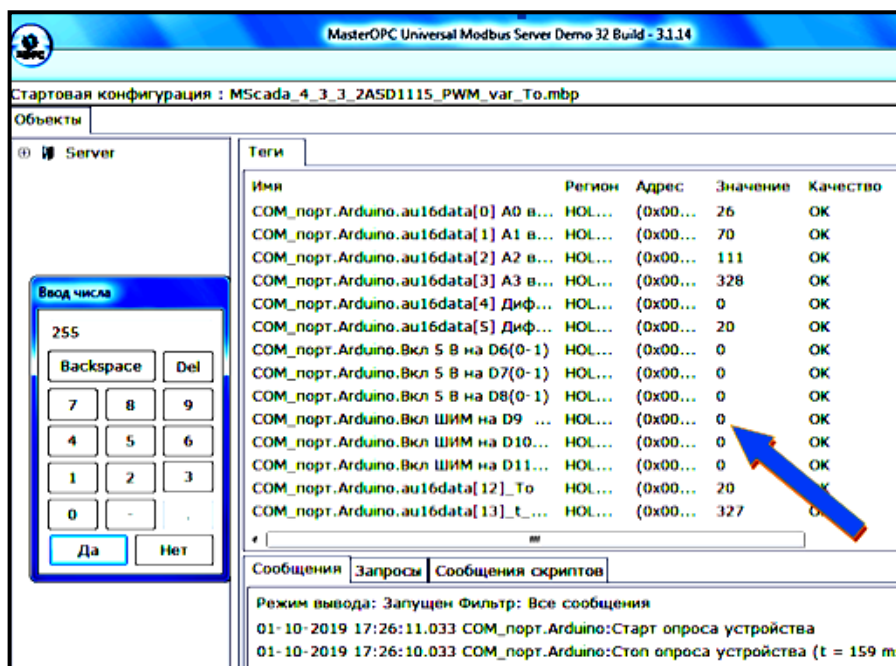 MasterOPC Universal Modbus Server Demo 32 Build - 3.1.14
Стартовая конфигурация : MScada_4_3_3_2ASD1115_PWM_var_To.mbp
Объекты
Server
Теги
Имя Регион Адрес Значение Качество
COM_порт.Arduino.au16data[0] A0 в... HOL... (0x00... 26 OK
COM_порт.Arduino.au16data[1] A1 в... HOL... (0x00... 70 OK
COM_порт.Arduino.au16data[2] A2 в... HOL... (0x00... 111 OK
COM_порт.Arduino.au16data[3] A3 в... HOL... (0x00... 328 OK
COM_порт.Arduino.au16data[4] Диф... HOL... (0x00... 0 OK
COM_порт.Arduino.au16data[5] Диф... HOL... (0x00... 20 OK
COM_порт.Arduino.Вкл 5 В на D6(0-1) HOL... (0x00... 0 OK
COM_порт.Arduino.Вкл 5 В на D7(0-1) HOL... (0x00... 0 OK
COM_порт.Arduino.Вкл 5 В на D8(0-1) HOL... (0x00... 0 OK
COM_порт.Arduino.Вкл ШИМ на D9 ... HOL... (0x00... 0 OK
COM_порт.Arduino.Вкл ШИМ на D10... HOL... (0x00... 0 OK
COM_порт.Arduino.Вкл ШИМ на D11... HOL... (0x00... 0 OK
COM_порт.Arduino.au16data[12]_To HOL... (0x00... 20 OK
COM_порт.Arduino.au16data[13]_t_... HOL... (0x00... 327
Ввод числа
255
Backspace Del
7 8 9
4 5 6
1 2 3
0 - .
Да Нет
Сообщения Запросы Сообщения скриптов
Режим вывода: Запущен Фильтр: Все сообщения
01-10-2019 17:26:11.033 COM_порт.Arduino:Старт опроса устройства
01-10-2019 17:26:10.033 COM_порт.Arduino:Стоп опроса устройства (t = 159 m